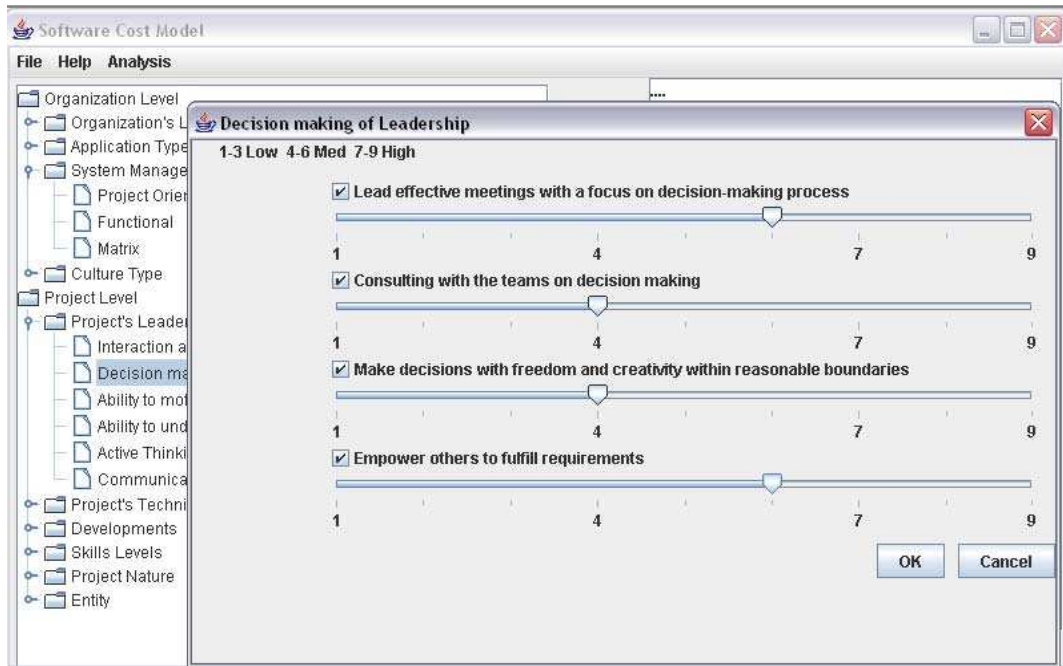 Software Cost Model
File Help Analysis
....
Organization Level
Organization's L
Application Type
System Manage
Project Orien
Functional
Matrix
Culture Type
Project Level
Project's Leader
Interaction a
Decision ma
Ability to mot
Ability to und
Active Thinki
Communica
Project's Techni
Developments
Skills Levels
Project Nature
Entity
Decision making of Leadership
1-3 Low 4-6 Med 7-9 High
Lead effective meetings with a focus on decision-making process
1 4 7 9
Consulting with the teams on decision making
1 4 7 9
Make decisions with freedom and creativity within reasonable boundaries
1 4 7 9
Empower others to fulfill requirements
1 4 7 9
OK Cancel